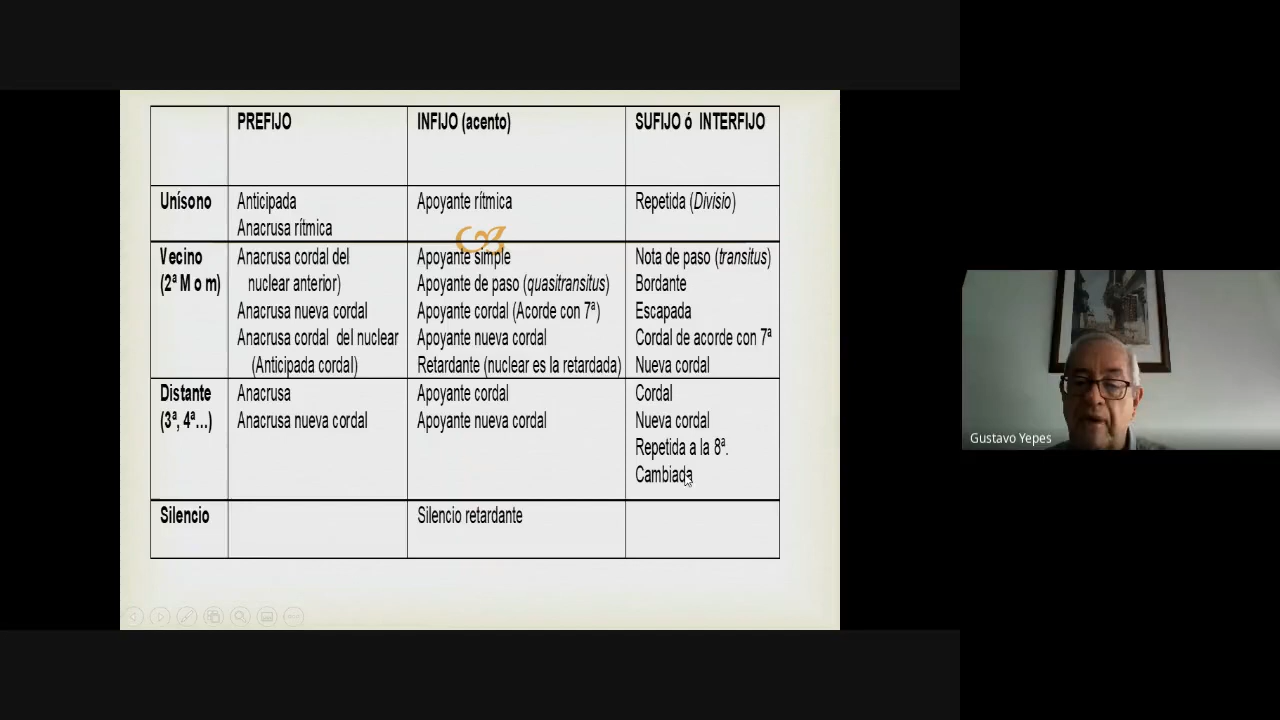 PREFIJO INFIJO (acento) SUFIJO ó INTERFIJO
Unísono Anticipada Apoyante rítmica Repetida (Divisio)
Anacrusa rítmica
Vecino Anacrusa cordal del Apoyante simple Nota de paso (transitus)
(2ª M o m) nuclear anterior) Apoyante de paso (quasitransitus) Bordante
Anacrusa nueva cordal Apoyante cordal (Acorde con 7ª) Escapada
Anacrusa cordal del nuclear Apoyante nueva cordal Cordal de acorde con 7ª
(Anticipada cordal) Retardante (nuclear es la retardada) Nueva cordal
Distante Anacrusa Apoyante cordal Cordal
(3ª, 4ª...) Anacrusa nueva cordal Apoyante nueva cordal Nueva cordal
Repetida a la 8ª.
Cambiada
Silencio Silencio retardante
Gustavo Yepes